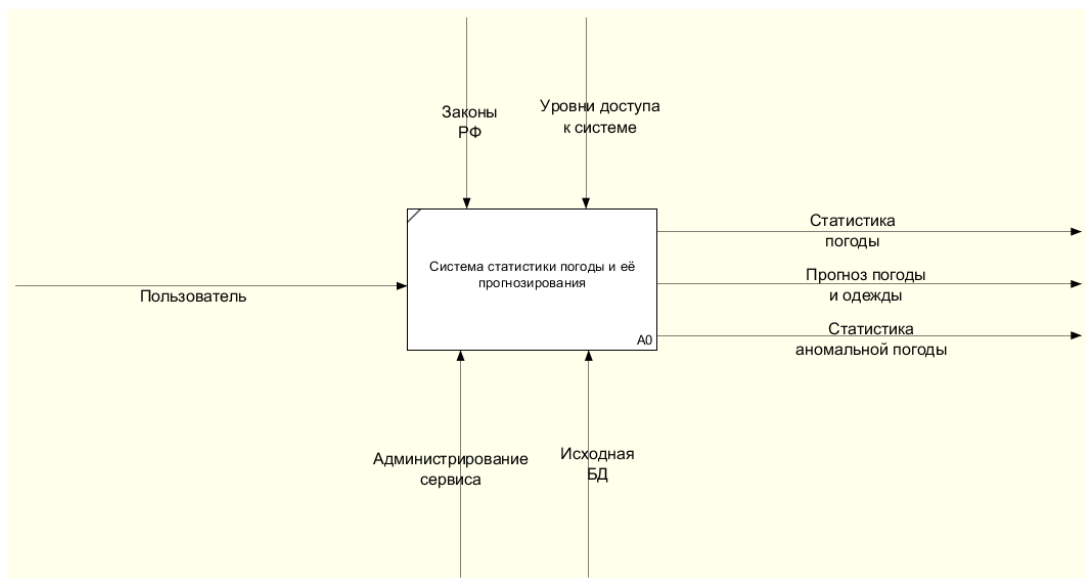 Законы
РФ
Уровни доступа
к системе
Статистика
погоды
Система статистики погоды и её
прогнозирования
Прогноз погоды
и одежды
Пользователь
Статистика
аномальной погоды
A0
Администрирование
сервиса
Исходная
БД